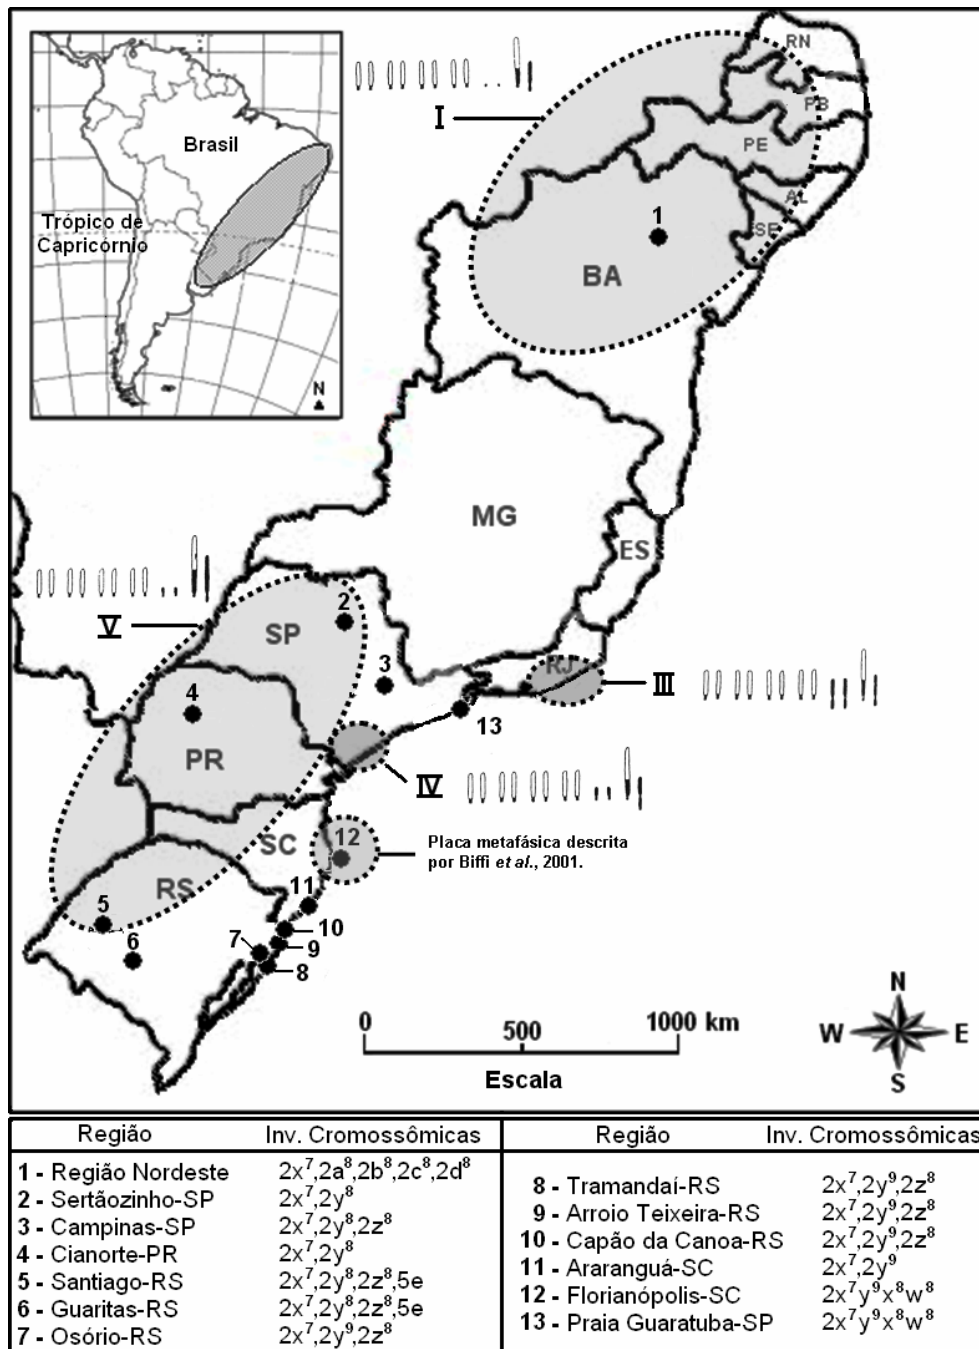 Brasil
Trópico de
Capricórnio
N
I
RN
PB
PE
AL
SE
1
BA
MG
ES
V
SP
2
3
4
PR
RJ
III
13
IV
SC
12
Placa metafásica descrita
por Biffi et al., 2001.
RS
5
6
11
10
9
8
7
0 500 1000 km
Escala
N
W E
S
Região Inv. Cromossômicas
1 - Região Nordeste 2x⁷,2a⁸,2b⁸,2c⁸,2d⁸
2 - Sertãozinho-SP 2x⁷,2y⁸
3 - Campinas-SP 2x⁷,2y⁸,2z⁸
4 - Cianorte-PR 2x⁷,2y⁸
5 - Santiago-RS 2x⁷,2y⁸,2z⁸,5e
6 - Guaritas-RS 2x⁷,2y⁸,2z⁸,5e
7 - Osório-RS 2x⁷,2y⁹,2z⁸
Região Inv. Cromossômicas
8 - Tramandaí-RS 2x⁷,2y⁹,2z⁸
9 - Arroio Teixeira-RS 2x⁷,2y⁹,2z⁸
10 - Capão da Canoa-RS 2x⁷,2y⁹,2z⁸
11 - Araranguá-SC 2x⁷,2y⁹
12 - Florianópolis-SC 2x⁷y⁹x⁸w⁸
13 - Praia Guaratuba-SP 2x⁷y⁹x⁸w⁸